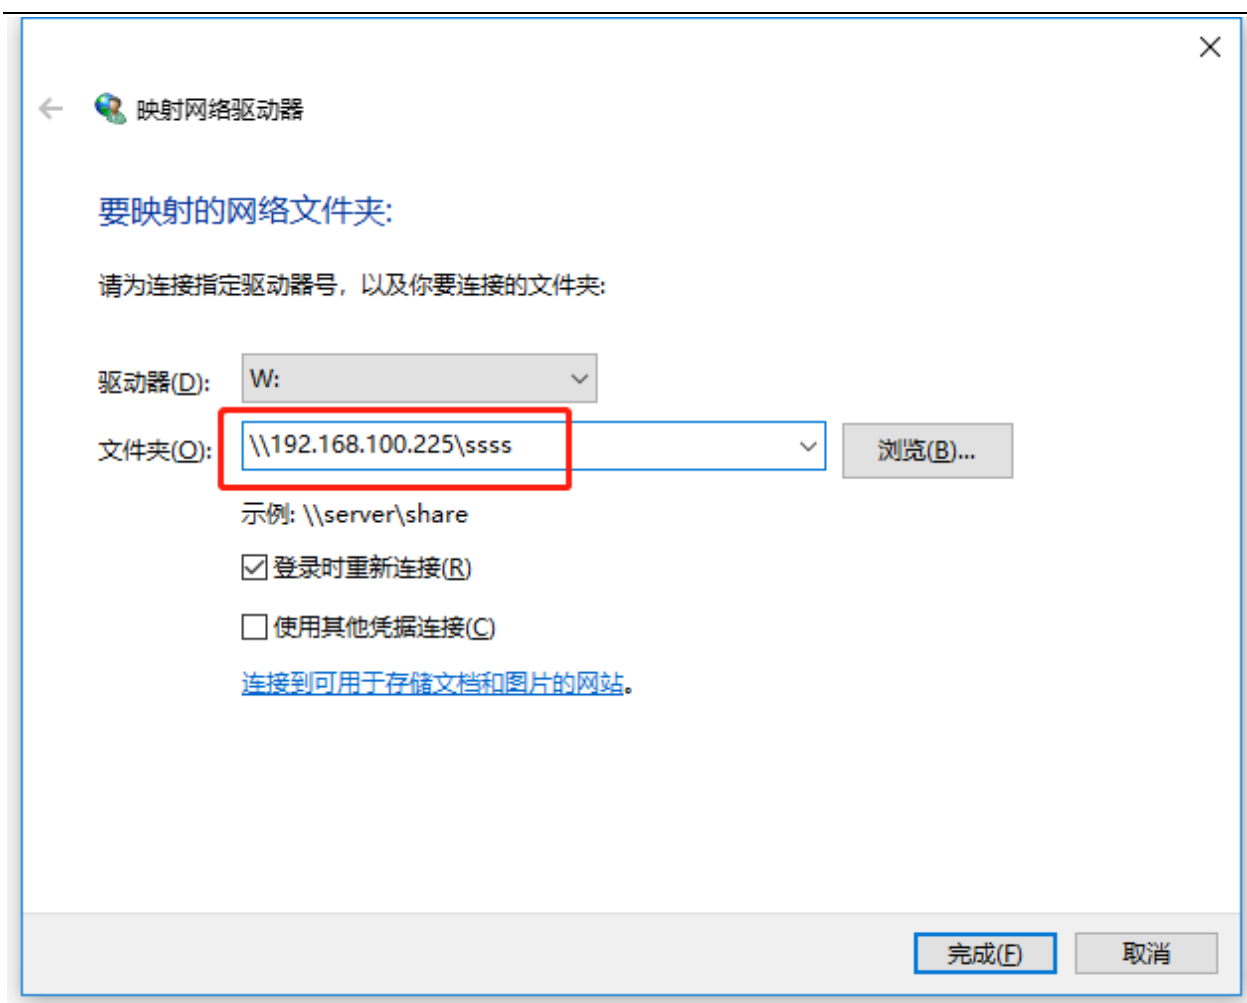 映射网络驱动器
要映射的网络文件夹:
请为连接指定驱动器号，以及你要连接的文件夹:
驱动器(D): W:
文件夹(O): \\192.168.100.225\ssss 浏览(B)...
示例: \\server\share
登录时重新连接(R)
使用其他凭据连接(C)
连接到可用于存储文档和图片的网站。
完成(F) 取消